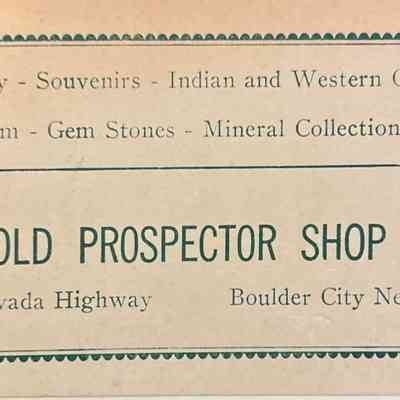 y - Souvenirs - Indian and Western
m - Gem Stones - Mineral Collection
OLD PROSPECTOR SHOP
vada Highway Boulder City Ne